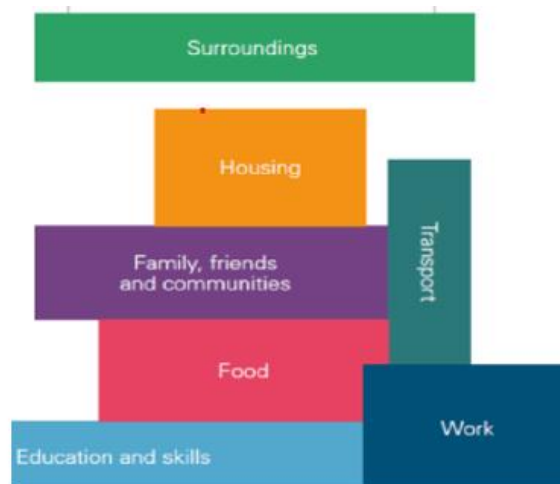 Surroundings
Housing
Transport
Family, friends
and communities
Food
Work
Education and skills